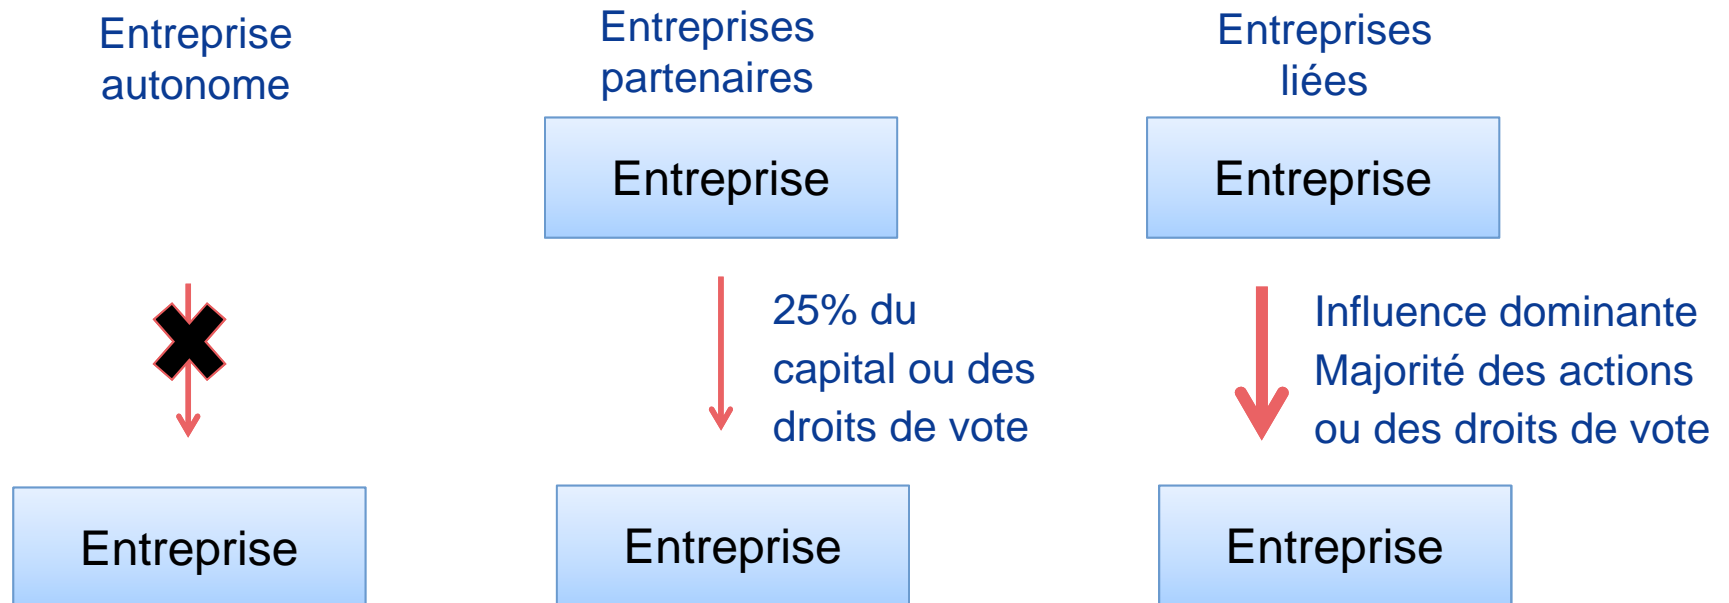 Entreprise
autonome
Entreprises
partenaires
Entreprises
liées
Entreprise
Entreprise
25% du
capital ou des
droits de vote
Influence dominante
Majorité des actions
ou des droits de vote
Entreprise
Entreprise
Entreprise